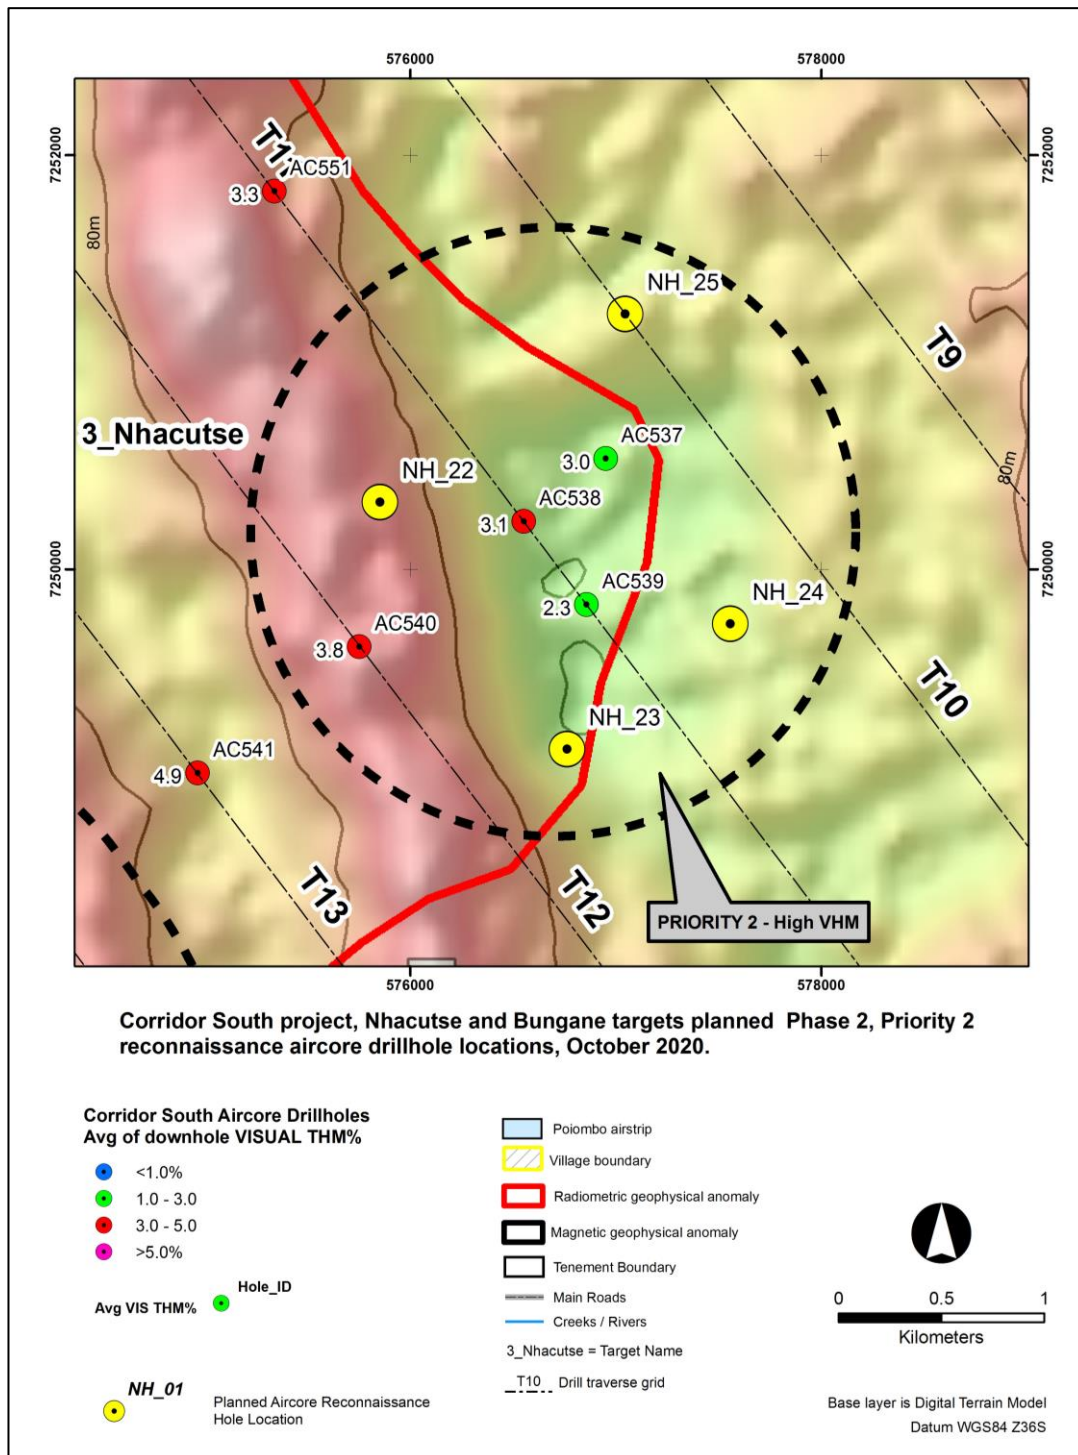 576000
578000
7252000
7252000
T11
AC551
3.3
80m
NH_25
T9
3_Nhacutse
AC537
3.0
NH_22
80m
AC538
3.1
7250000
7250000
AC539
2.3
NH_24
AC540
3.8
T10
NH_23
AC541
4.9
T13
T12
PRIORITY 2 - High VHM
576000
578000
Corridor South project, Nhacutse and Bungane targets planned Phase 2, Priority 2
reconnaissance aircore drillhole locations, October 2020.
Corridor South Aircore Drillholes
Avg of downhole VISUAL THM%
<1.0%
1.0 - 3.0
3.0 - 5.0
>5.0%
Hole_ID
Avg VIS THM%
NH_01
Planned Aircore Reconnaissance
Hole Location
Poiombo airstrip
Village boundary
Radiometric geophysical anomaly
Magnetic geophysical anomaly
Tenement Boundary
Main Roads
Creeks / Rivers
3_Nhacutse = Target Name
T10 Drill traverse grid
0 0.5 1
Kilometers
Base layer is Digital Terrain Model
Datum WGS84 Z36S